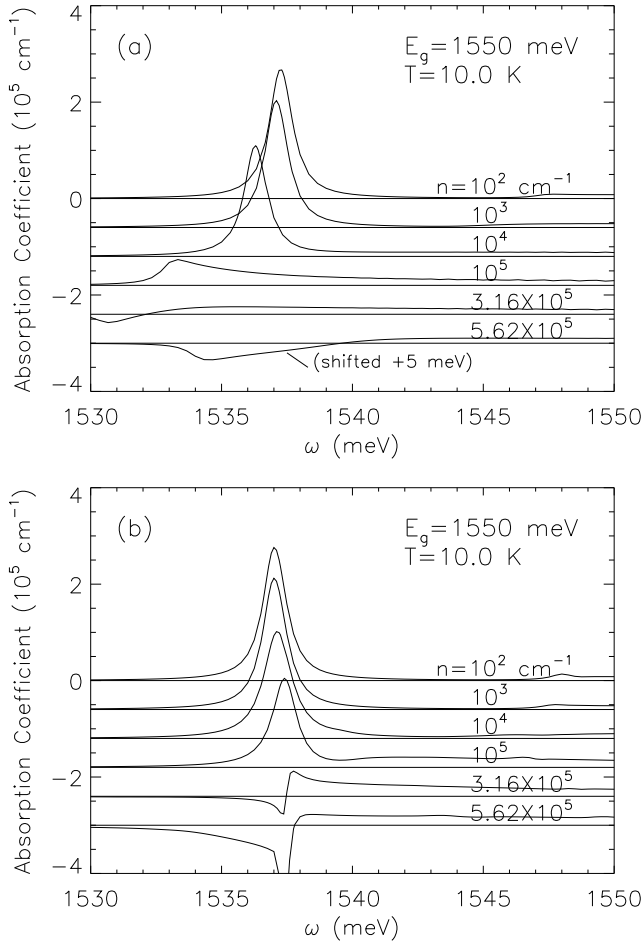 (a)
E_g=1550 meV
T=10.0 K
Absorption Coefficient (10^5 cm^-1)
4
2
0
−2
−4
n=10^2 cm^-1
10^3
10^4
10^5
3.16X10^5
5.62X10^5
(shifted +5 meV)
1530 1535 1540 1545 1550
ω (meV)
(b)
E_g=1550 meV
T=10.0 K
Absorption Coefficient (10^5 cm^-1)
4
2
0
−2
−4
n=10^2 cm^-1
10^3
10^4
10^5
3.16X10^5
5.62X10^5
1530 1535 1540 1545 1550
ω (meV)